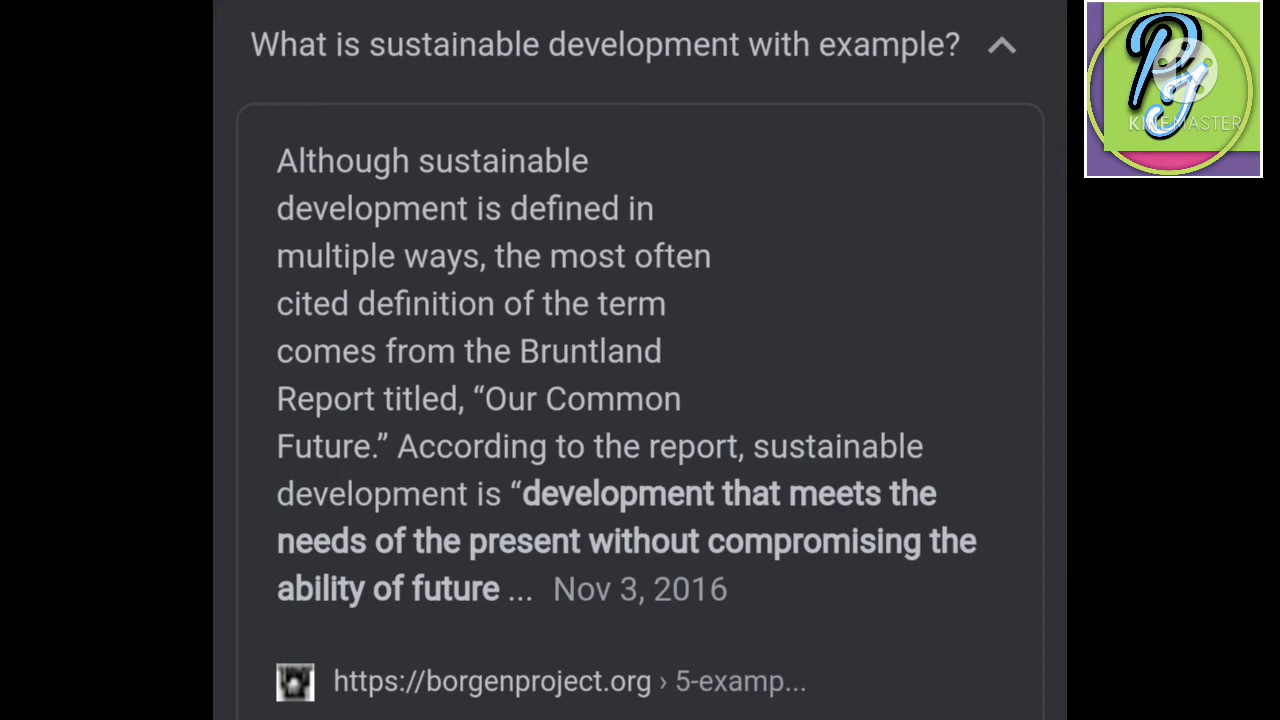 What is sustainable development with example?
Although sustainable
development is defined in
multiple ways, the most often
cited definition of the term
comes from the Bruntland
Report titled, “Our Common
Future.” According to the report, sustainable
development is “development that meets the
needs of the present without compromising the
ability of future ... Nov 3, 2016
https://borgenproject.org › 5-examp...
PJ
KINEMASTER